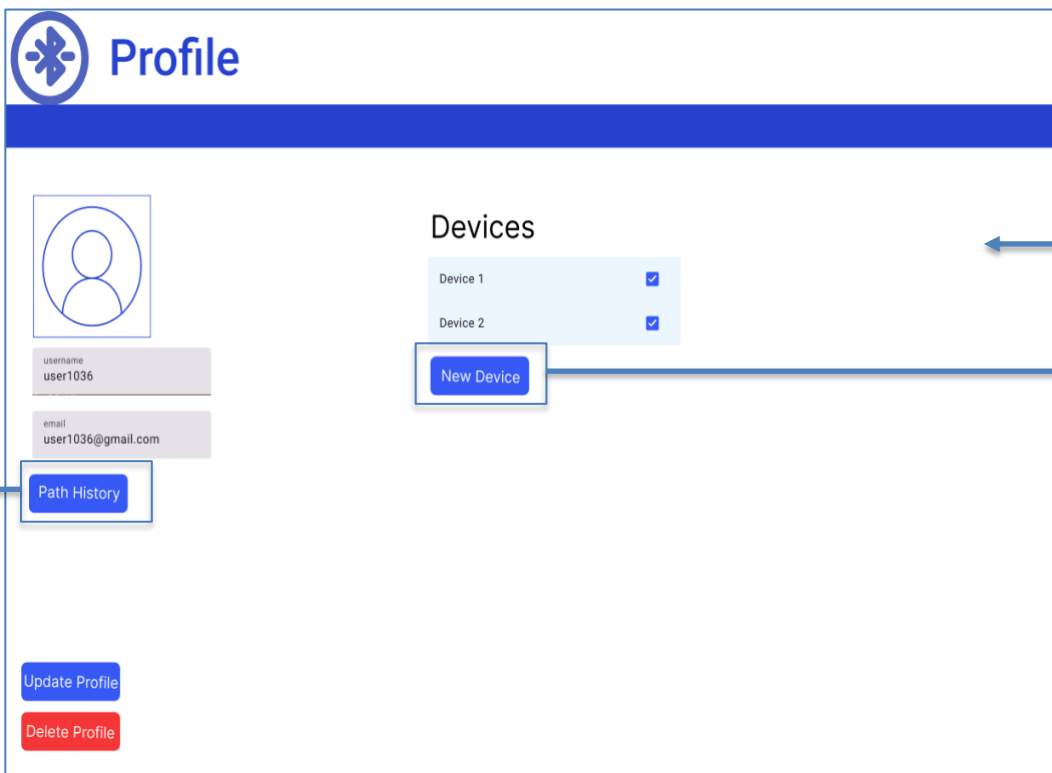 Profile
Devices
Device 1
Device 2
New Device
username
user1036
email
user1036@gmail.com
Path History
Update Profile
Delete Profile